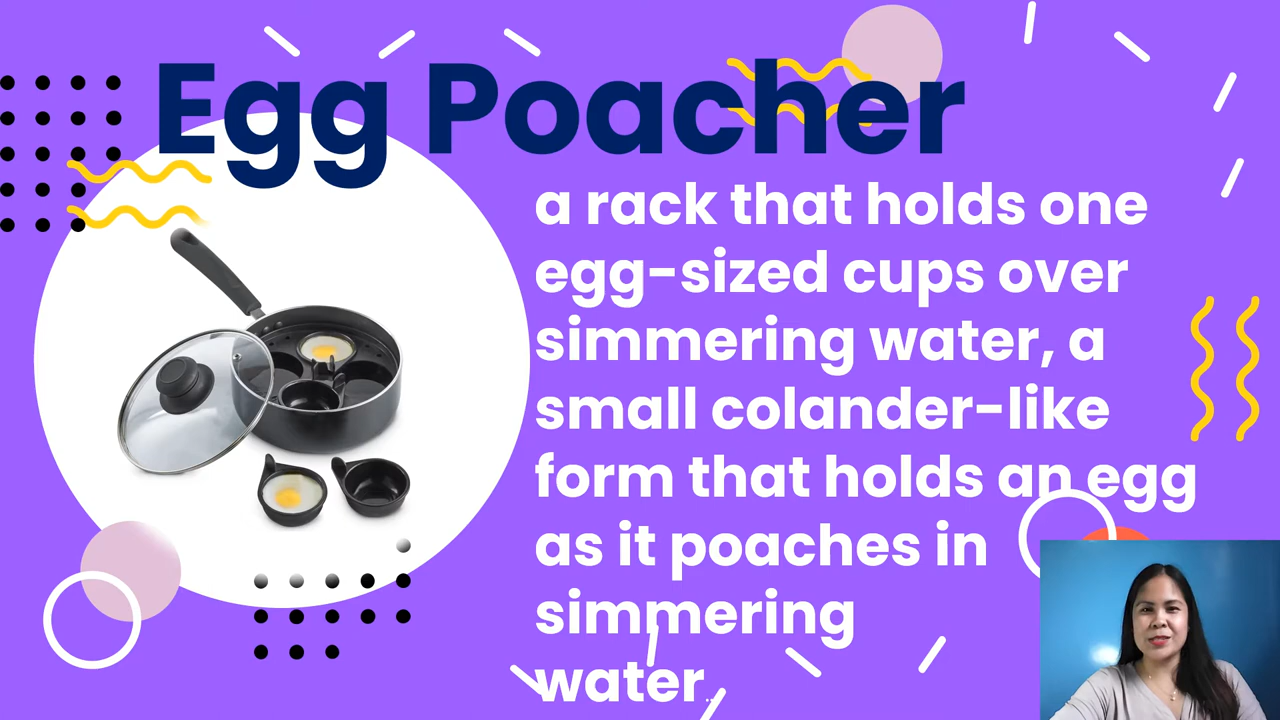 Egg Poacher
a rack that holds one
egg-sized cups over
simmering water, a
small colander-like
form that holds an egg
as it poaches in
simmering
water.